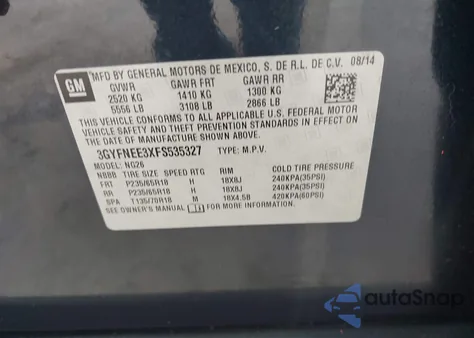 GM
MFD BY GENERAL MOTORS DE MEXICO, S. DE R.L. DE C.V. 08/14
GVWR GAWR FRT GAWR RR
2520 KG 1410 KG 1300 KG
5556 LB 3108 LB 2866 LB
THIS VEHICLE CONFORMS TO ALL APPLICABLE U.S. FEDERAL MOTOR
VEHICLE SAFETY, BUMPER, AND THEFT PREVENTION STANDARDS IN EFFECT ON THE
DATE OF MANUFACTURE SHOWN ABOVE.
3GYFNEE3XFS535327 TYPE: M.P.V.
MODEL: NG26
NSBB TIRE SIZE SPEED RTG RIM COLD TIRE PRESSURE
FRT P235/65R18 H 18X8J 240KPA(35PSI)
RR P235/65R18 H 18X8J 240KPA(35PSI)
SPA T135/70R18 M 18X4.5B 420KPA(60PSI)
SEE OWNER'S MANUAL FOR MORE INFORMATION.
autoSnap